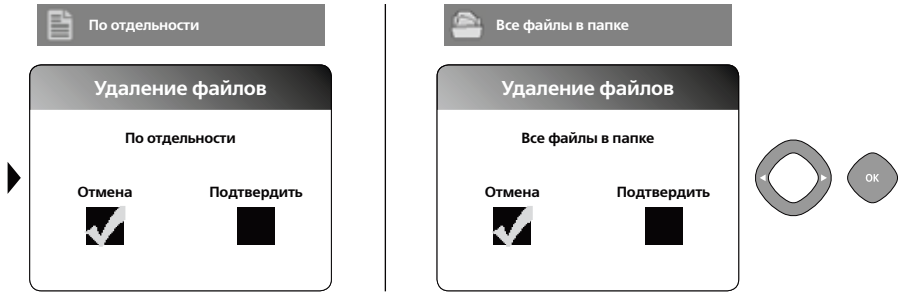 По отдельности
Удаление файлов
По отдельности
Отмена Подтвердить
Все файлы в папке
Удаление файлов
Все файлы в папке
Отмена Подтвердить
OK